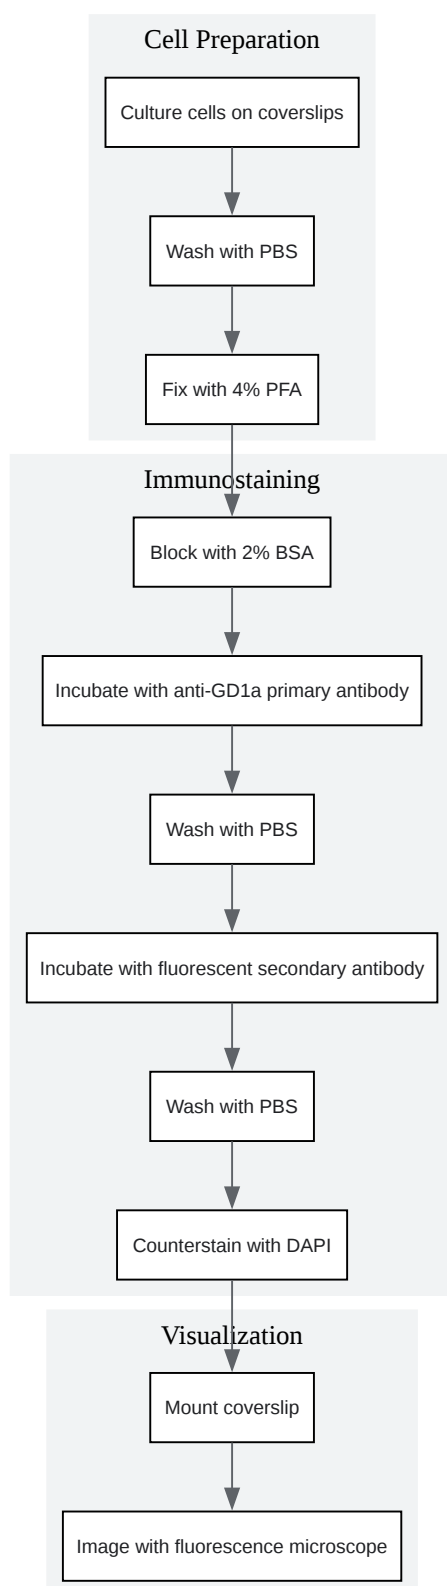 Cell Preparation
Culture cells on coverslips
Wash with PBS
Fix with 4% PFA
Immunostaining
Block with 2% BSA
Incubate with anti-GD1a primary antibody
Wash with PBS
Incubate with fluorescent secondary antibody
Wash with PBS
Counterstain with DAPI
Visualization
Mount coverslip
Image with fluorescence microscope